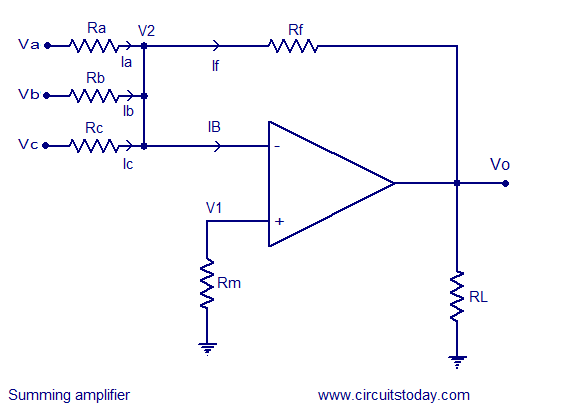 Ra
V2
Rf
Va
Ia
If
Rb
Vb
Ib
Rc
IB
Vc
Ic
-
Vo
V1
+
Rm
RL
Summing amplifier
www.circuitstoday.com